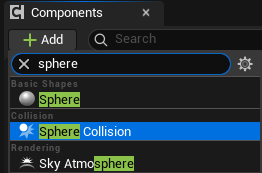 Components
Add
Search
sphere
Basic Shapes
Sphere
Collision
Sphere Collision
Rendering
Sky Atmosphere